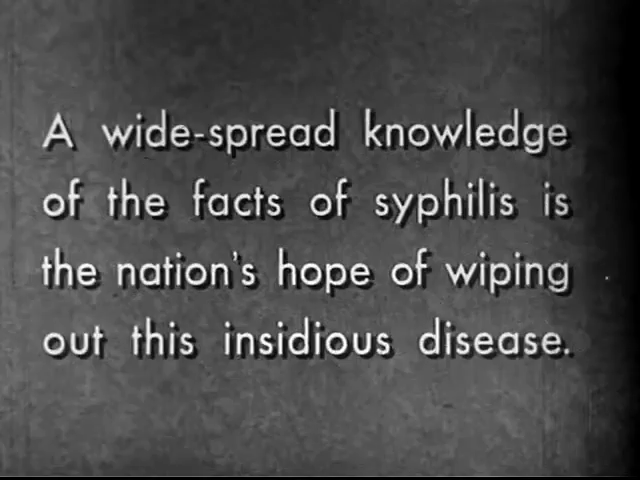 A wide-spread knowledge
of the facts of syphilis is
the nation's hope of wiping
out this insidious disease.